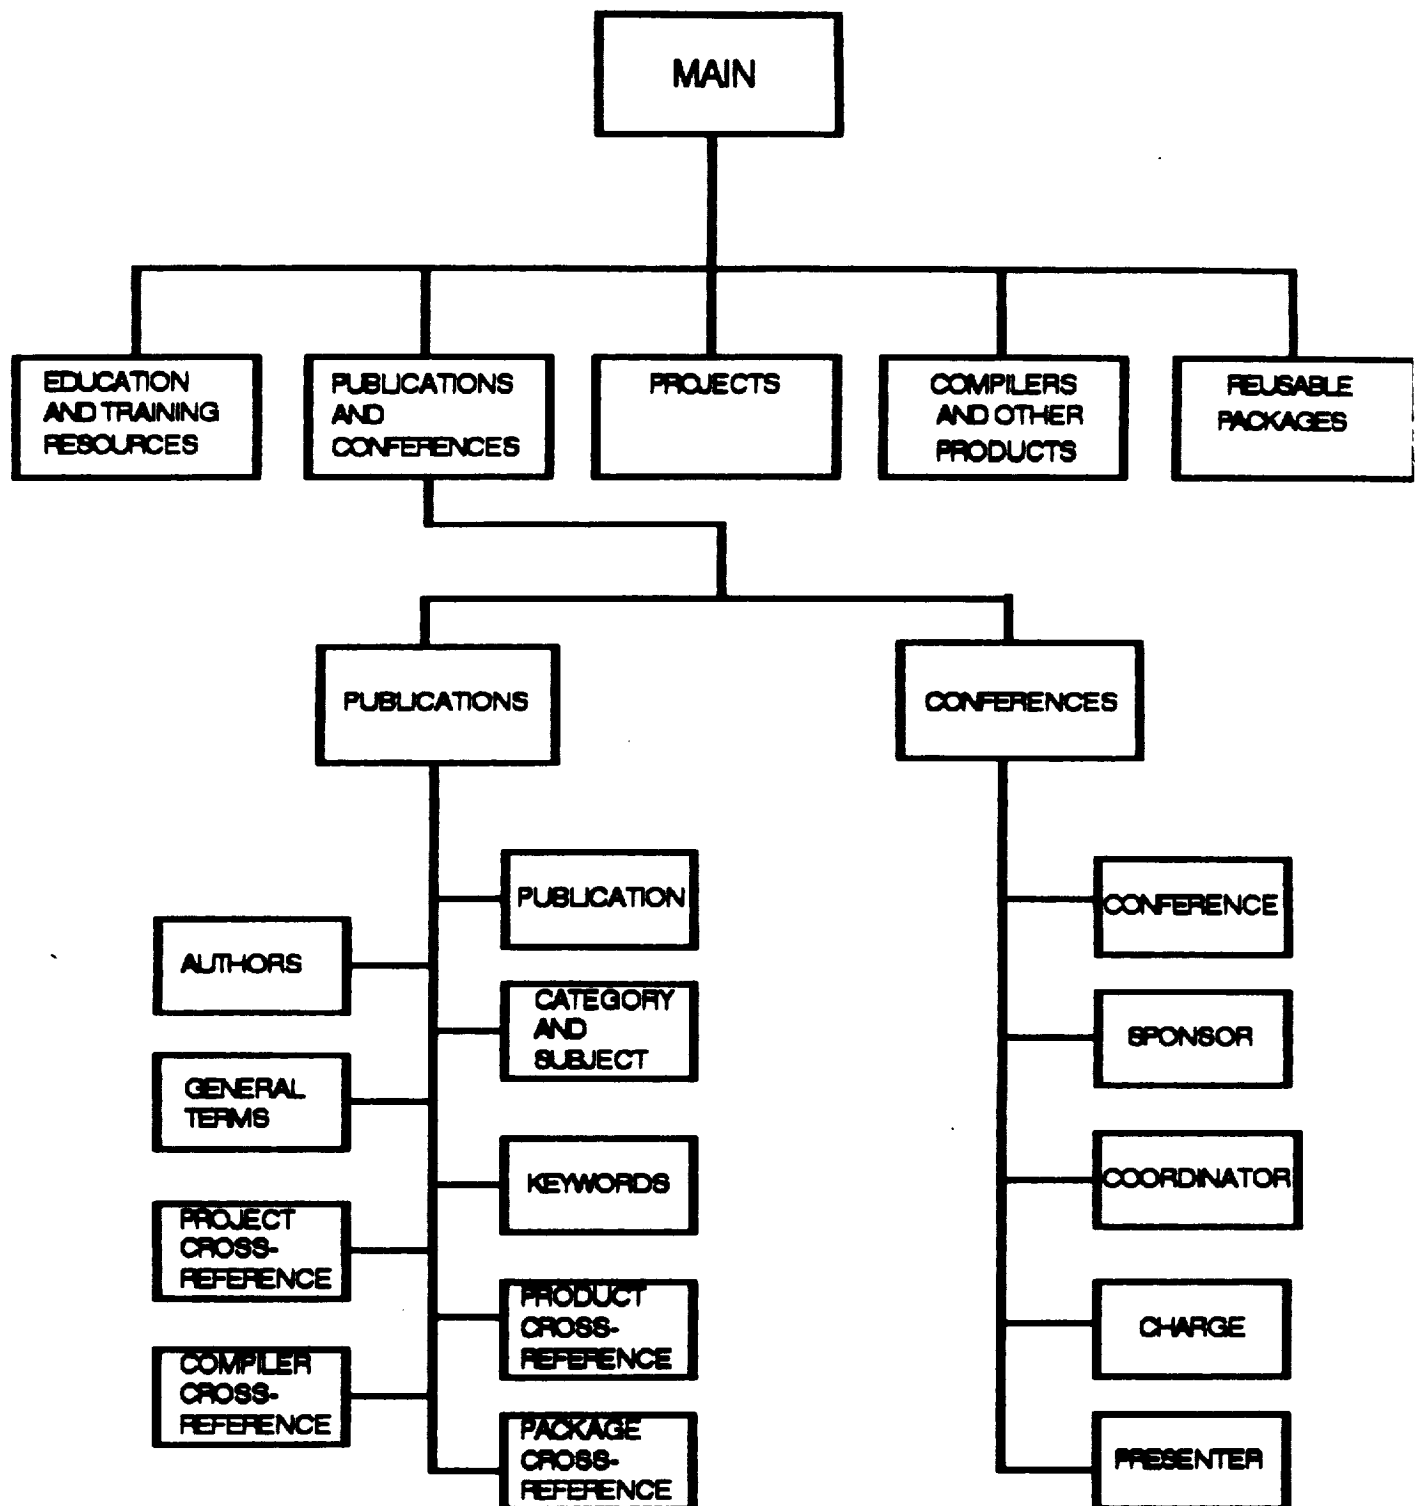 MAIN
EDUCATION
AND TRAINING
RESOURCES
PUBLICATIONS
AND
CONFERENCES
PROJECTS
COMPILERS
AND OTHER
PRODUCTS
REUSABLE
PACKAGES
PUBLICATIONS
CONFERENCES
PUBLICATION
AUTHORS
CATEGORY
AND
SUBJECT
GENERAL
TERMS
KEYWORDS
PROJECT
CROSS-
REFERENCE
PRODUCT
CROSS-
REFERENCE
COMPILER
CROSS-
REFERENCE
PACKAGE
CROSS-
REFERENCE
CONFERENCE
SPONSOR
COORDINATOR
CHARGE
PRESENTER